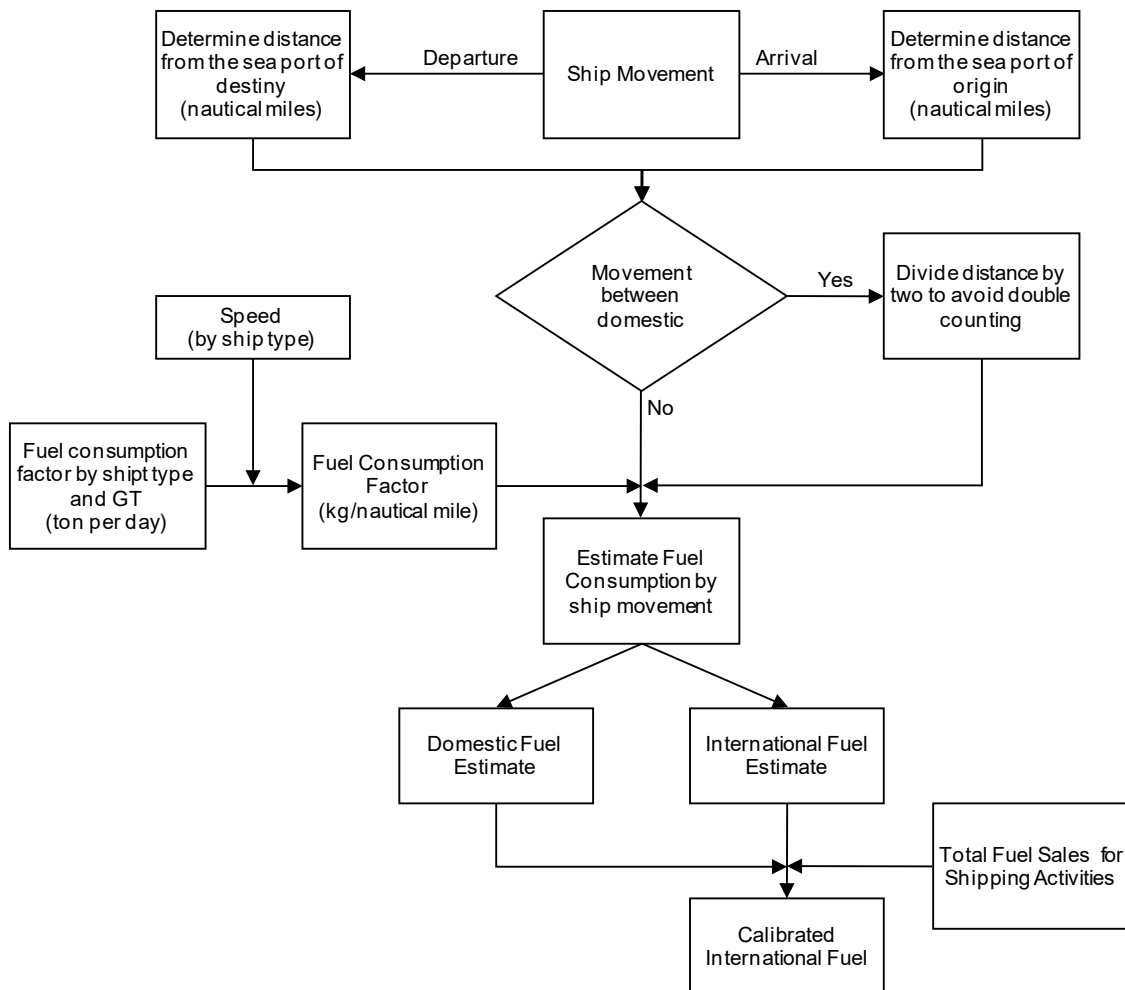 Determine distance
from the sea port of
destiny
(nautical miles)
Departure
Ship Movement
Arrival
Determine distance
from the sea port of
origin
(nautical miles)
Movement
between
domestic
Yes
Divide distance by
two to avoid double
counting
Speed
(by ship type)
No
Fuel consumption
factor by shipt type
and GT
(ton per day)
Fuel Consumption
Factor
(kg/nautical mile)
Estimate Fuel
Consumption by
ship movement
Domestic Fuel
Estimate
International Fuel
Estimate
Total Fuel Sales for
Shipping Activities
Calibrated
International Fuel